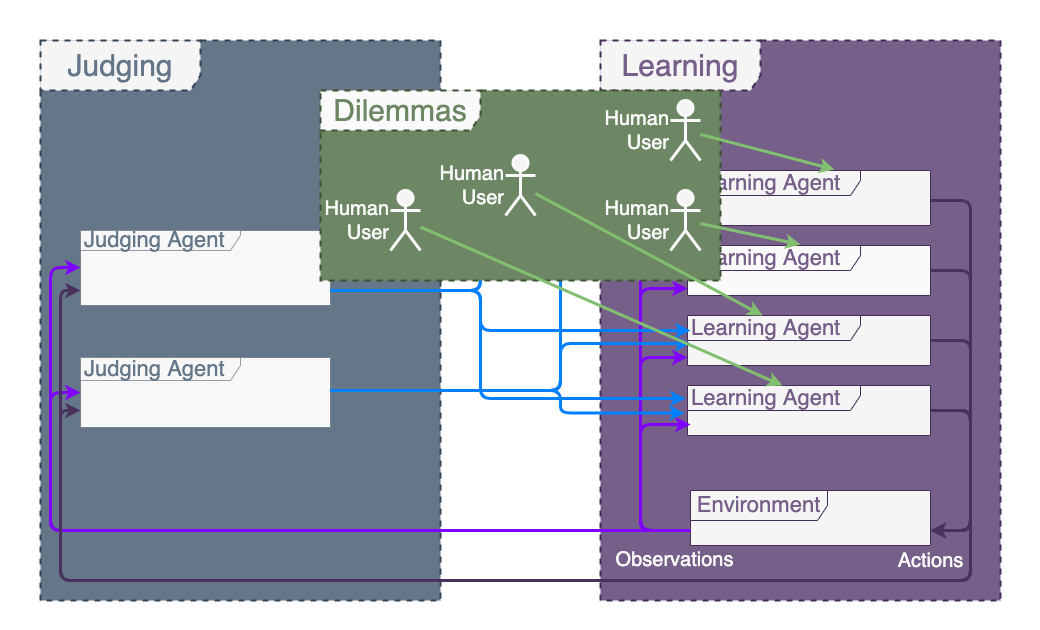 Judging
Learning
Dilemmas
Human
User
Human
User
Human
User
Human
User
arning Agent
Judging Agent
arning Agent
Learning Agent
Judging Agent
Learning Agent
Environment
Observations
Actions